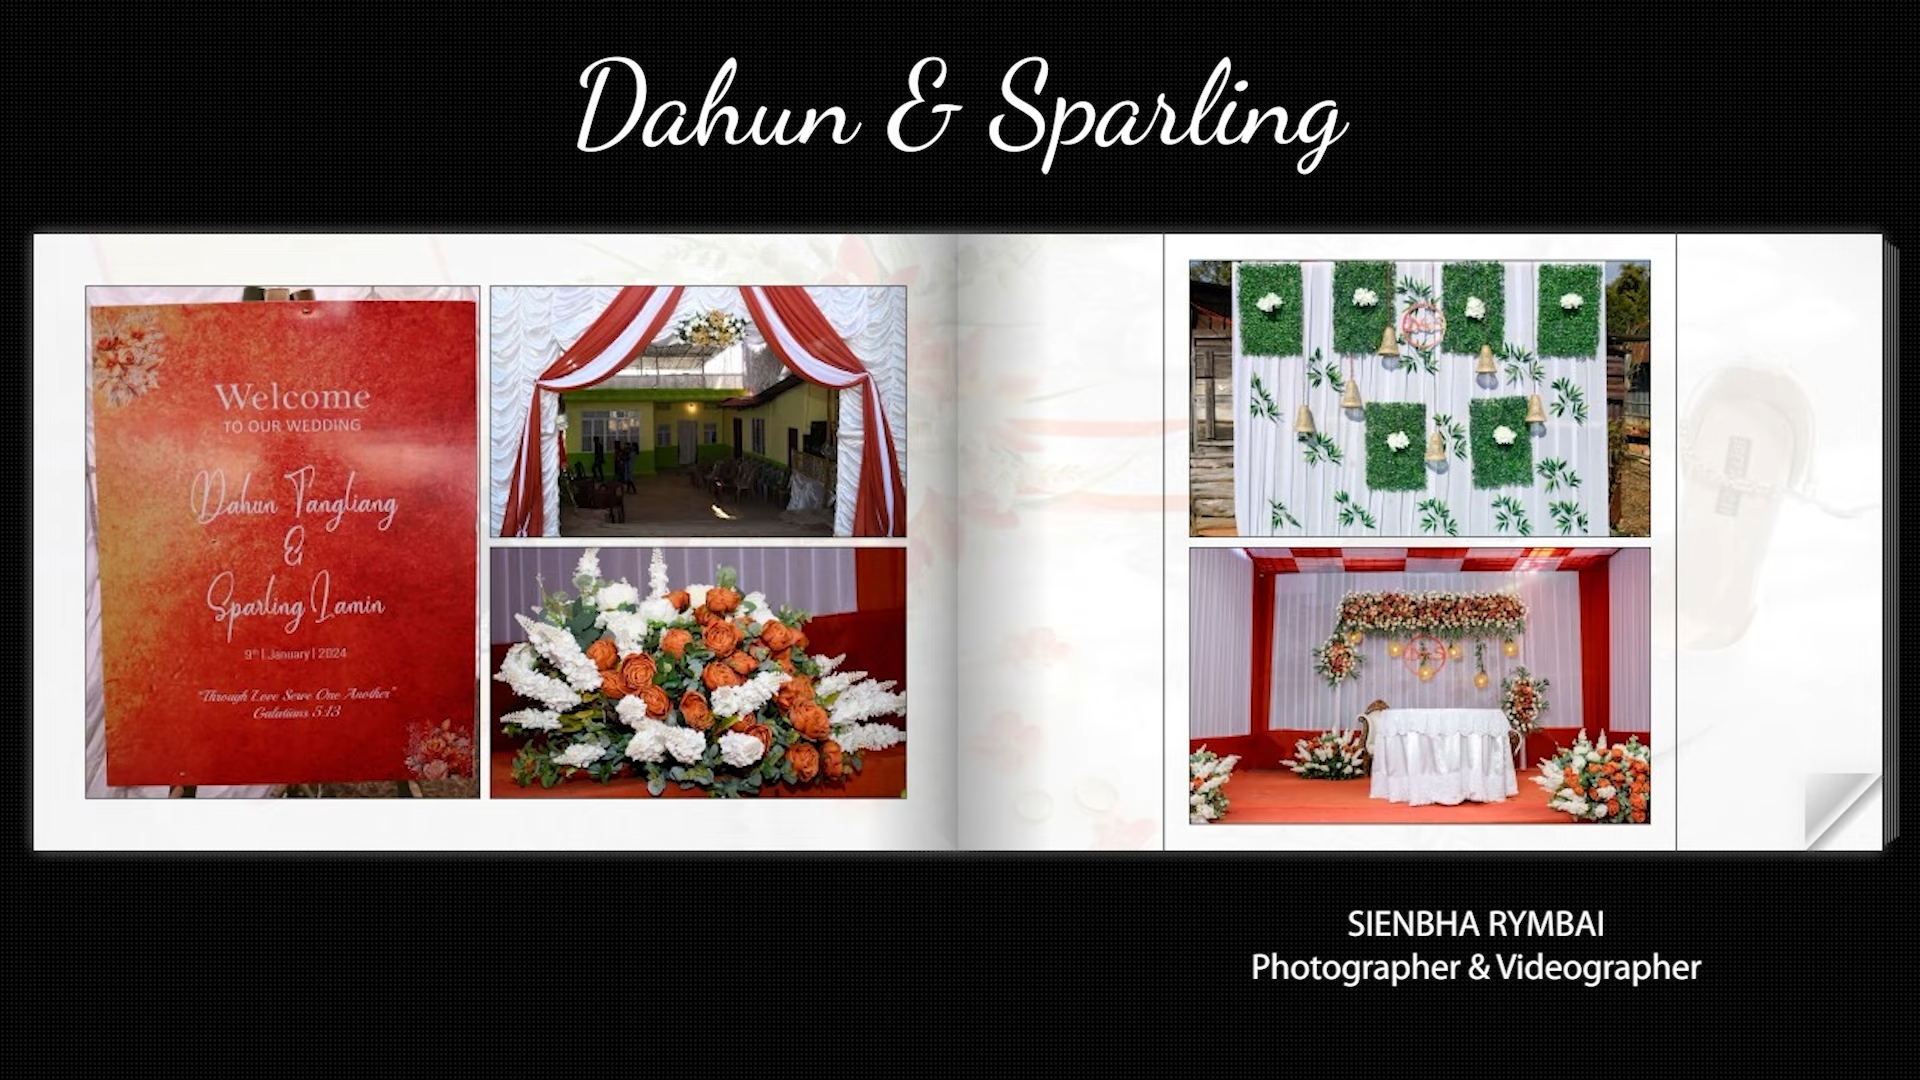 Dahun & Sparling
Welcome
TO OUR WEDDING
Dahun Tangliang
&
Sparling Lamin
9th | January | 2024
"Through Love Serve One Another"
Galatians 5:13
D&S
SIENBHA RYMBAI
Photographer & Videographer